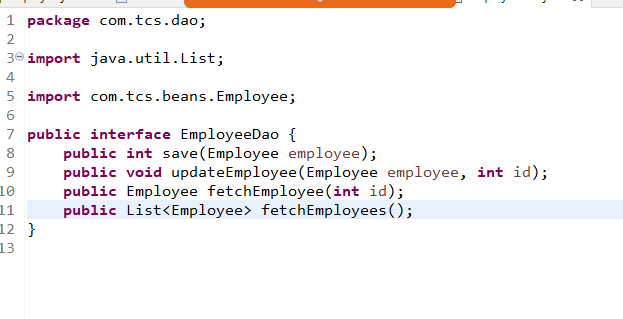 1 package com.tcs.dao;
2
3 import java.util.List;
4
5 import com.tcs.beans.Employee;
6
7 public interface EmployeeDao {
8 public int save(Employee employee);
9 public void updateEmployee(Employee employee, int id);
10 public Employee fetchEmployee(int id);
11 public List<Employee> fetchEmployees();
12 }
13